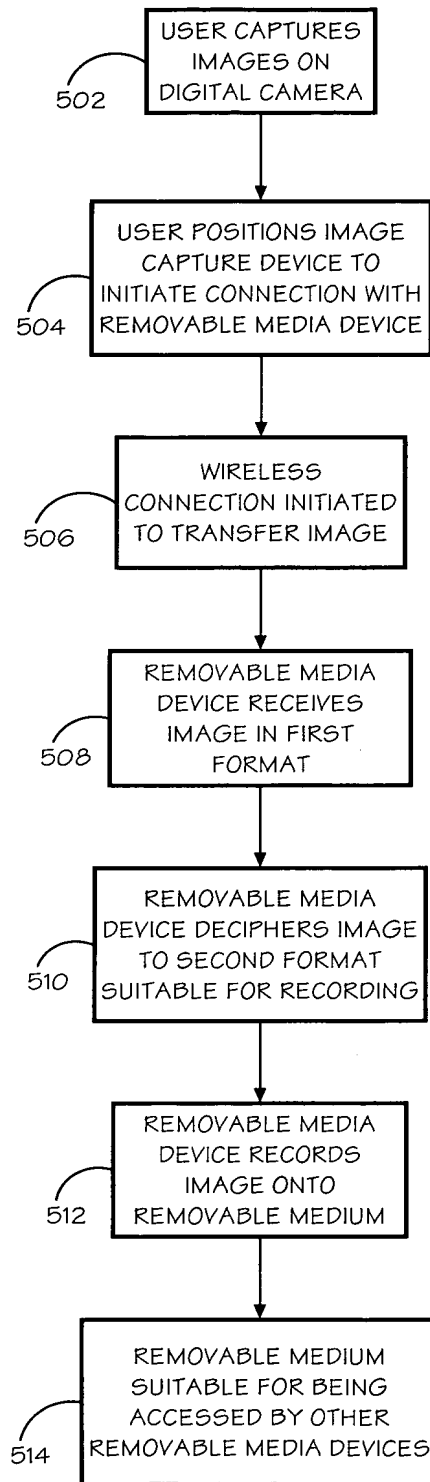 USER CAPTURES
IMAGES ON
DIGITAL CAMERA
502
USER POSITIONS IMAGE
CAPTURE DEVICE TO
INITIATE CONNECTION WITH
REMOVABLE MEDIA DEVICE
504
WIRELESS
CONNECTION INITIATED
TO TRANSFER IMAGE
506
REMOVABLE MEDIA
DEVICE RECEIVES
IMAGE IN FIRST
FORMAT
508
REMOVABLE MEDIA
DEVICE DECIPHERS IMAGE
TO SECOND FORMAT
SUITABLE FOR RECORDING
510
REMOVABLE MEDIA
DEVICE RECORDS
IMAGE ONTO
REMOVABLE MEDIUM
512
REMOVABLE MEDIUM
SUITABLE FOR BEING
ACCESSED BY OTHER
REMOVABLE MEDIA DEVICES
514